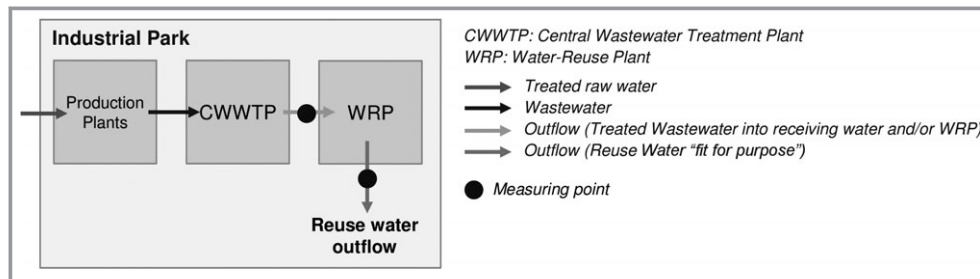 Industrial Park
Production
Plants
CWWTP
WRP
Reuse water
outflow
CWWTP: Central Wastewater Treatment Plant
WRP: Water-Reuse Plant
Treated raw water
Wastewater
Outflow (Treated Wastewater into receiving water and/or WRP)
Outflow (Reuse Water “fit for purpose”)
Measuring point